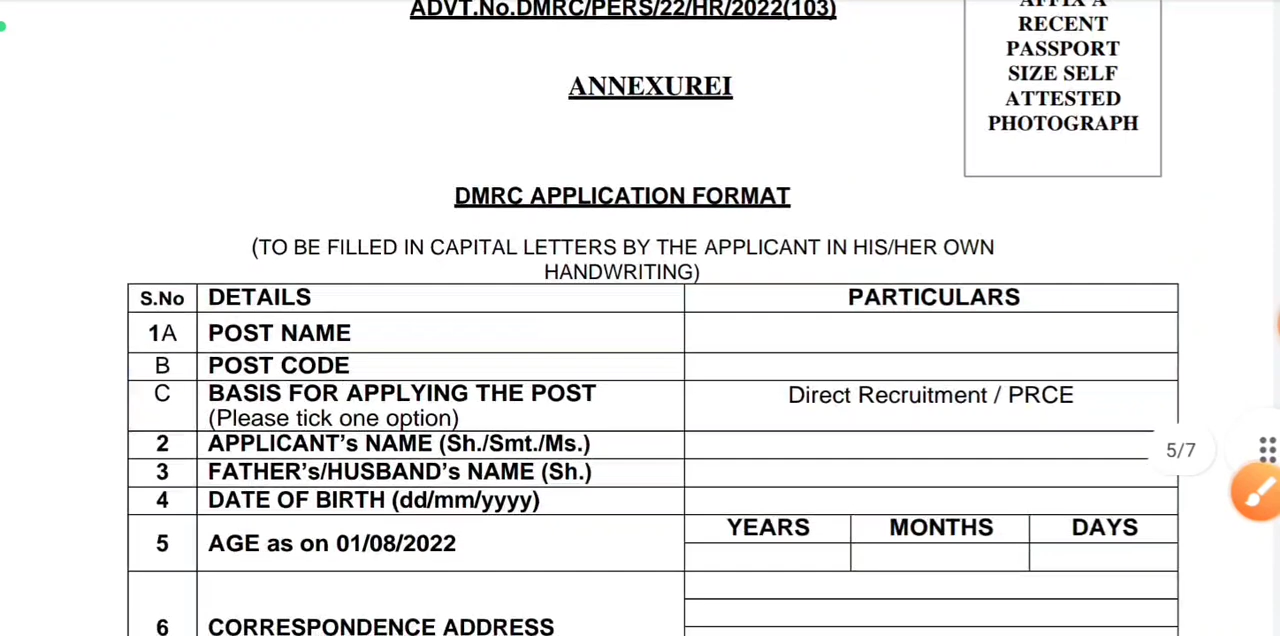 ADVT.No.DMRC/PERS/22/HR/2022(103)
AFFIX A
RECENT
PASSPORT
SIZE SELF
ATTESTED
PHOTOGRAPH
ANNEXUREI
DMRC APPLICATION FORMAT
(TO BE FILLED IN CAPITAL LETTERS BY THE APPLICANT IN HIS/HER OWN
HANDWRITING)
S.No DETAILS PARTICULARS
1A POST NAME
B POST CODE
C BASIS FOR APPLYING THE POST Direct Recruitment / PRCE
(Please tick one option)
2 APPLICANT's NAME (Sh./Smt./Ms.)
3 FATHER's/HUSBAND's NAME (Sh.)
4 DATE OF BIRTH (dd/mm/yyyy)
YEARS MONTHS DAYS
5 AGE as on 01/08/2022
6 CORRESPONDENCE ADDRESS
5/7